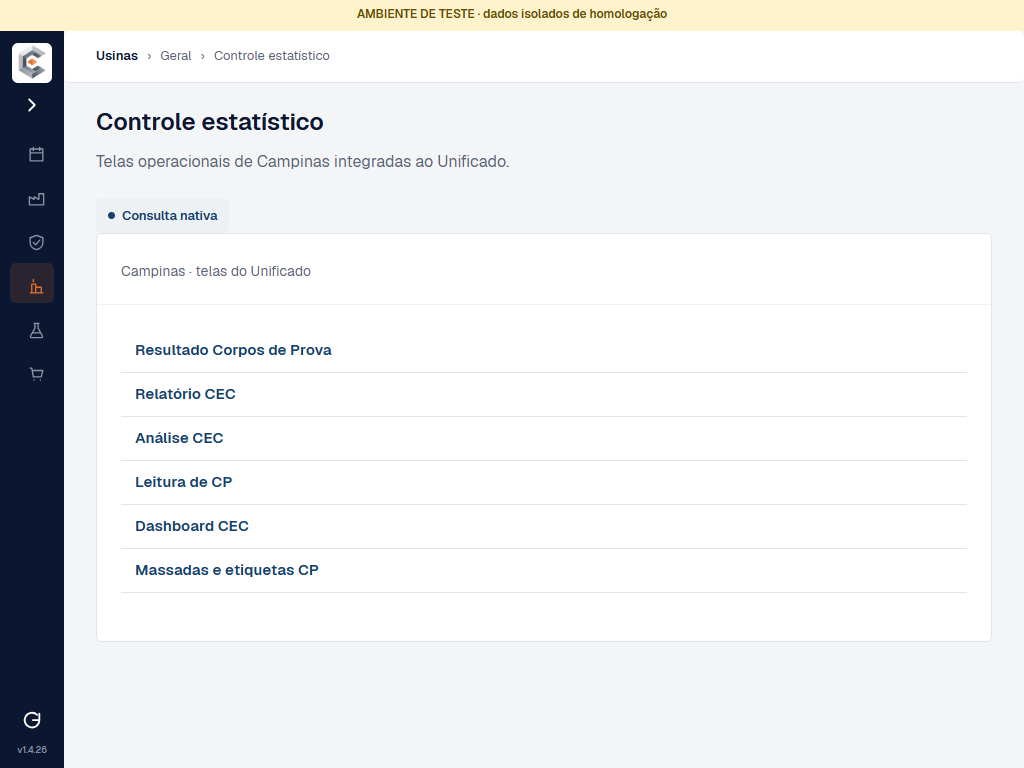 AMBIENTE DE TESTE · dados isolados de homologação
Usinas › Geral › Controle estatístico
Controle estatístico
Telas operacionais de Campinas integradas ao Unificado.
Consulta nativa
Campinas · telas do Unificado
Resultado Corpos de Prova
Relatório CEC
Análise CEC
Leitura de CP
Dashboard CEC
Massadas e etiquetas CP
v1.4.26